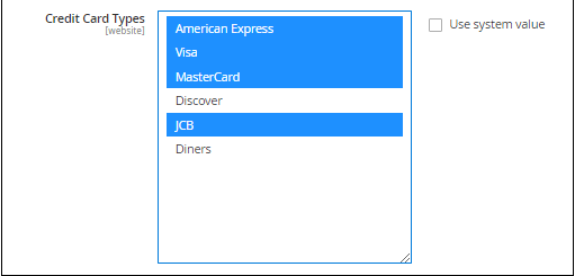 Credit Card Types
[website]
American Express
Visa
MasterCard
Discover
JCB
Diners
Use system value